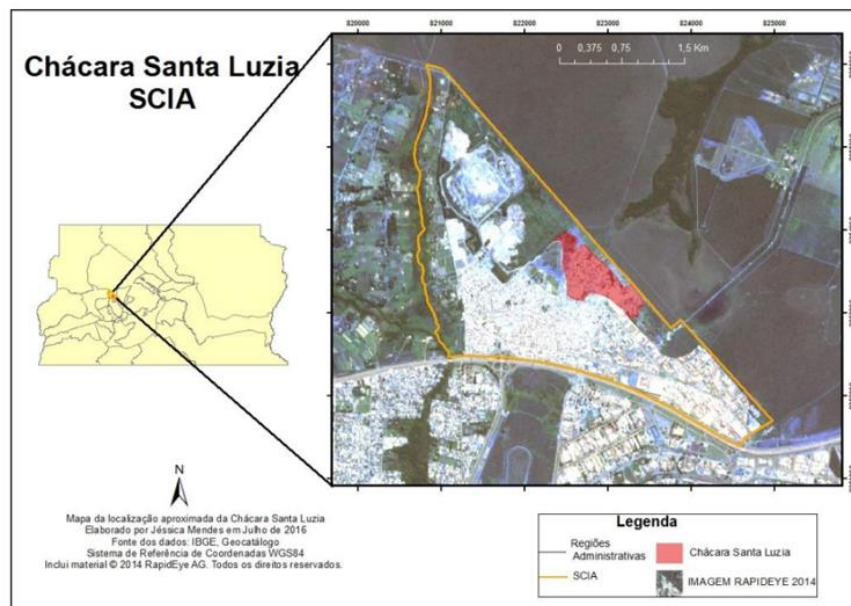 Chácara Santa Luzia
SCIA
820000 821000 822000 823000 824000 825000
0 0,375 0,75 1,5 Km
N
Mapa da localização aproximada da Chácara Santa Luzia
Elaborado por Jéssica Mendes em Julho de 2016
Fonte dos dados: IBGE, Geocatálogo
Sistema de Referência de Coordenadas WGS84
Inclui material © 2014 RapidEye AG. Todos os direitos reservados.
Legenda
Regiões
Administrativas
Chácara Santa Luzia
SCIA
IMAGEM RAPIDEYE 2014